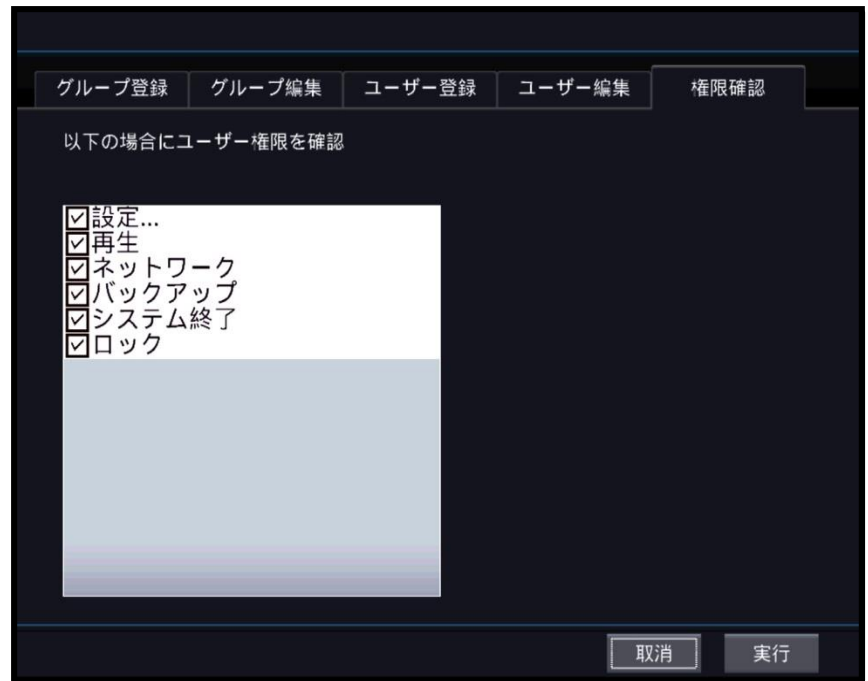 グループ登録 グループ編集 ユーザー登録 ユーザー編集 権限確認
以下の場合にユーザー権限を確認
設定...
再生
ネットワーク
バックアップ
システム終了
ロック
取消 実行